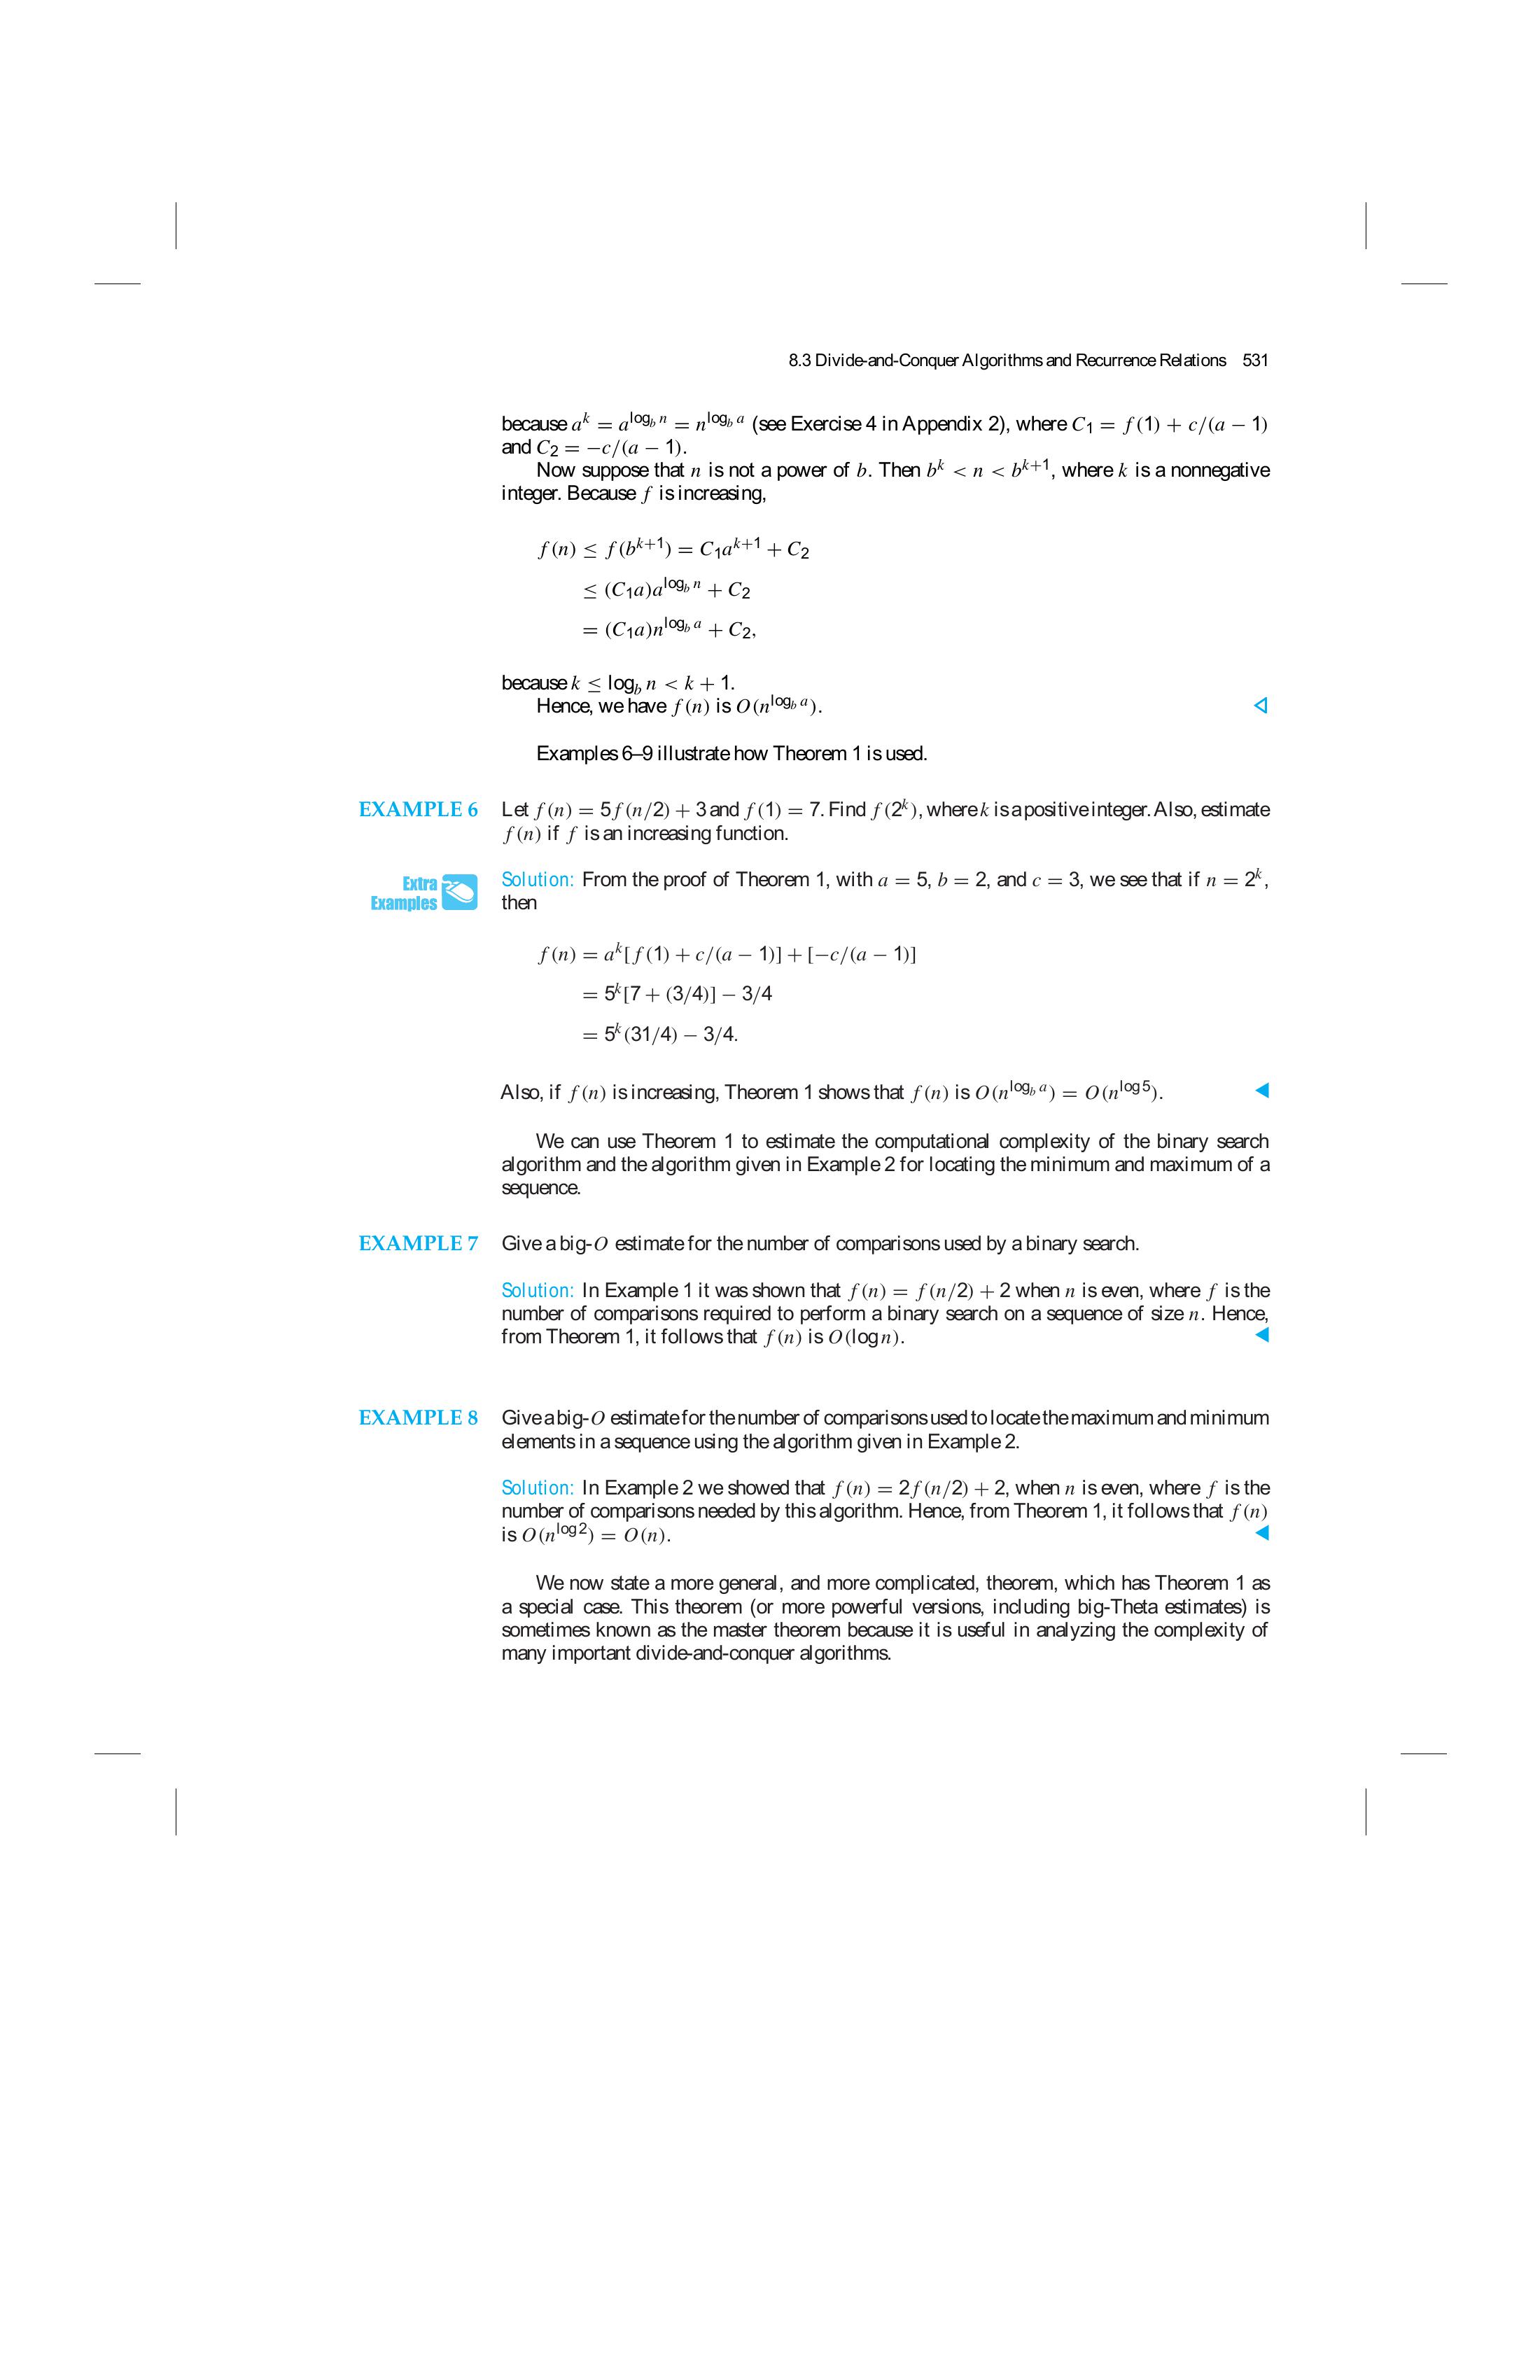 8.3 Divide-and-Conquer Algorithms and Recurrence Relations 531
because a^k = a^{log_b n} = n^{log_b a} (see Exercise 4 in Appendix 2), where C_1 = f(1) + c/(a − 1)
and C_2 = −c/(a − 1).
Now suppose that n is not a power of b. Then b^k < n < b^{k+1}, where k is a nonnegative
integer. Because f is increasing,
f(n) ≤ f(b^{k+1}) = C_1a^{k+1} + C_2
≤ (C_1a)a^{log_b n} + C_2
= (C_1a)n^{log_b a} + C_2,
because k ≤ log_b n < k + 1.
Hence, we have f(n) is O(n^{log_b a}).
Examples 6–9 illustrate how Theorem 1 is used.
EXAMPLE 6 Let f(n) = 5f(n/2) + 3 and f(1) = 7. Find f(2^k), where k is a positive integer. Also, estimate
f(n) if f is an increasing function.
Extra
Examples
Solution: From the proof of Theorem 1, with a = 5, b = 2, and c = 3, we see that if n = 2^k,
then
f(n) = a^k[f(1) + c/(a − 1)] + [−c/(a − 1)]
= 5^k[7 + (3/4)] − 3/4
= 5^k(31/4) − 3/4.
Also, if f(n) is increasing, Theorem 1 shows that f(n) is O(n^{log_b a}) = O(n^{log 5}).
We can use Theorem 1 to estimate the computational complexity of the binary search
algorithm and the algorithm given in Example 2 for locating the minimum and maximum of a
sequence.
EXAMPLE 7 Give a big-O estimate for the number of comparisons used by a binary search.
Solution: In Example 1 it was shown that f(n) = f(n/2) + 2 when n is even, where f is the
number of comparisons required to perform a binary search on a sequence of size n. Hence,
from Theorem 1, it follows that f(n) is O(log n).
EXAMPLE 8 Give a big-O estimate for the number of comparisons used to locate the maximum and minimum
elements in a sequence using the algorithm given in Example 2.
Solution: In Example 2 we showed that f(n) = 2f(n/2) + 2, when n is even, where f is the
number of comparisons needed by this algorithm. Hence, from Theorem 1, it follows that f(n)
is O(n^{log 2}) = O(n).
We now state a more general, and more complicated, theorem, which has Theorem 1 as
a special case. This theorem (or more powerful versions, including big-Theta estimates) is
sometimes known as the master theorem because it is useful in analyzing the complexity of
many important divide-and-conquer algorithms.